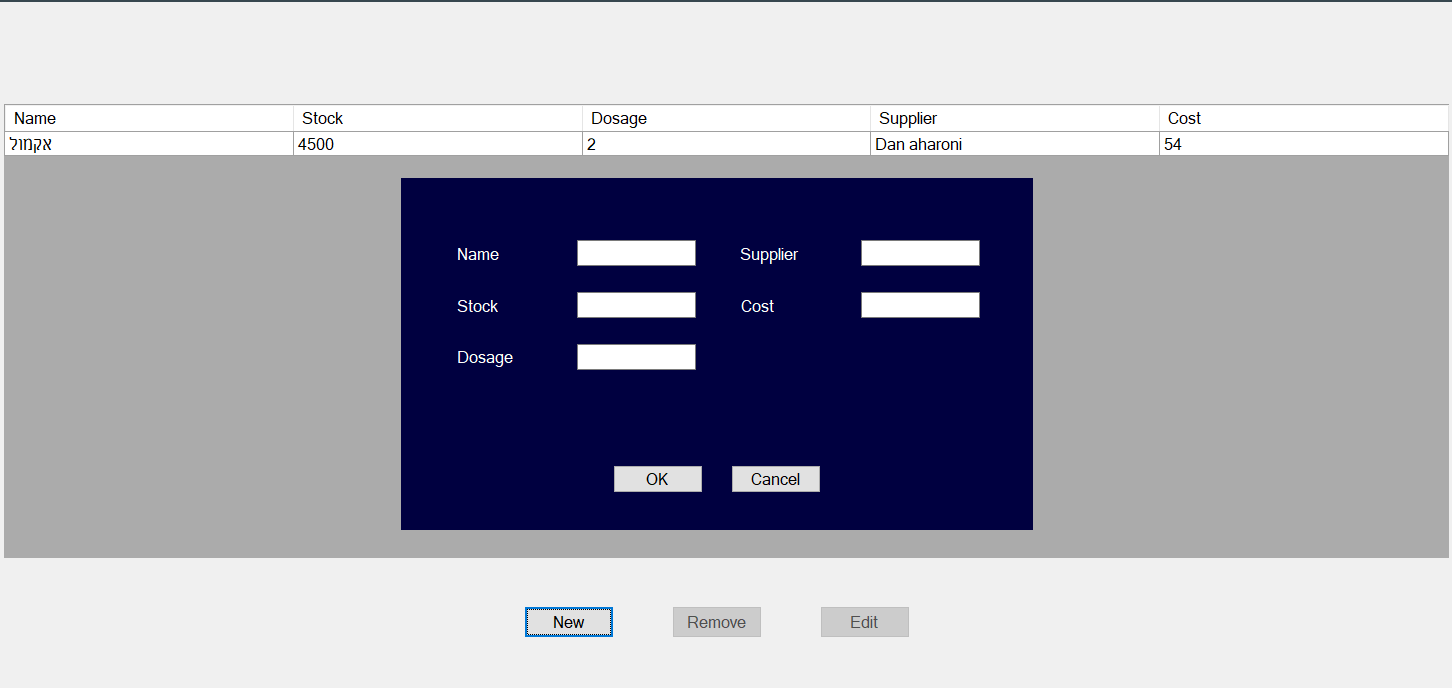 Name Stock Dosage Supplier Cost
אקמול 4500 2 Dan aharoni 54
Name Supplier
Stock Cost
Dosage
OK Cancel
New Remove Edit